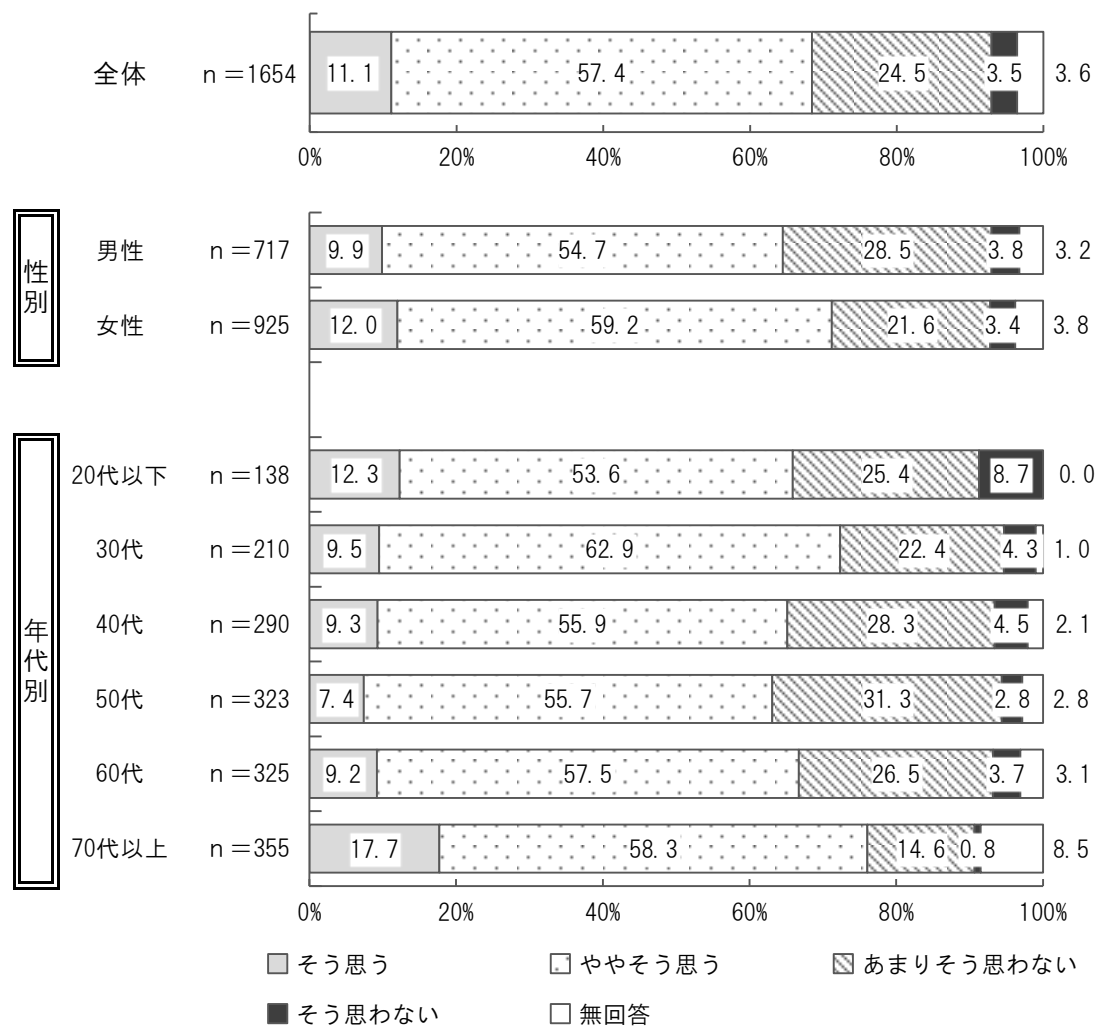 全体 n=1654 11.1 57.4 24.5 3.5 3.6
0% 20% 40% 60% 80% 100%
性別
男性 n=717 9.9 54.7 28.5 3.8 3.2
女性 n=925 12.0 59.2 21.6 3.4 3.8
年代別
20代以下 n=138 12.3 53.6 25.4 8.7 0.0
30代 n=210 9.5 62.9 22.4 4.3 1.0
40代 n=290 9.3 55.9 28.3 4.5 2.1
50代 n=323 7.4 55.7 31.3 2.8 2.8
60代 n=325 9.2 57.5 26.5 3.7 3.1
70代以上 n=355 17.7 58.3 14.6 0.8 8.5
0% 20% 40% 60% 80% 100%
そう思う ややそう思う あまりそう思わない
そう思わない 無回答